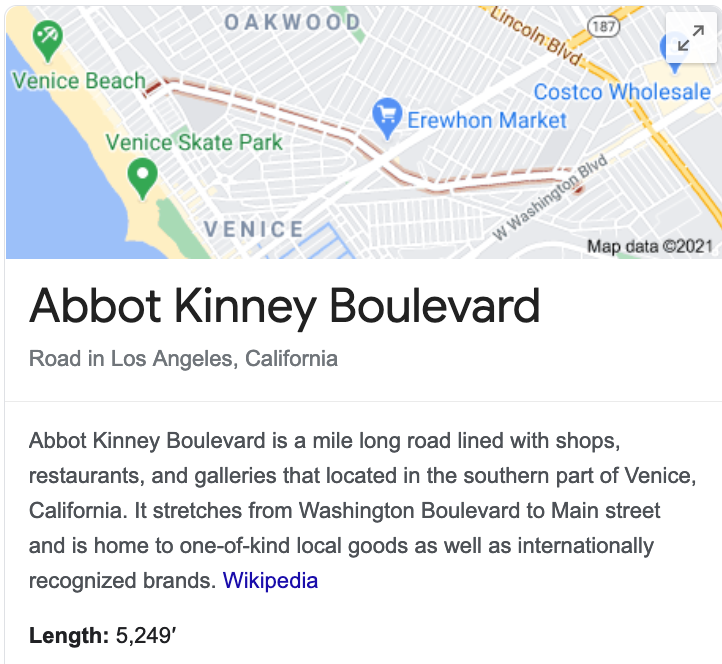 OAKWOOD
Lincoln Blvd
187
Venice Beach
Costco Wholesale
Erewhon Market
Venice Skate Park
W Washington Blvd
VENICE
Map data ©2021
Abbot Kinney Boulevard
Road in Los Angeles, California
Abbot Kinney Boulevard is a mile long road lined with shops,
restaurants, and galleries that located in the southern part of Venice,
California. It stretches from Washington Boulevard to Main street
and is home to one-of-kind local goods as well as internationally
recognized brands. Wikipedia
Length: 5,249′